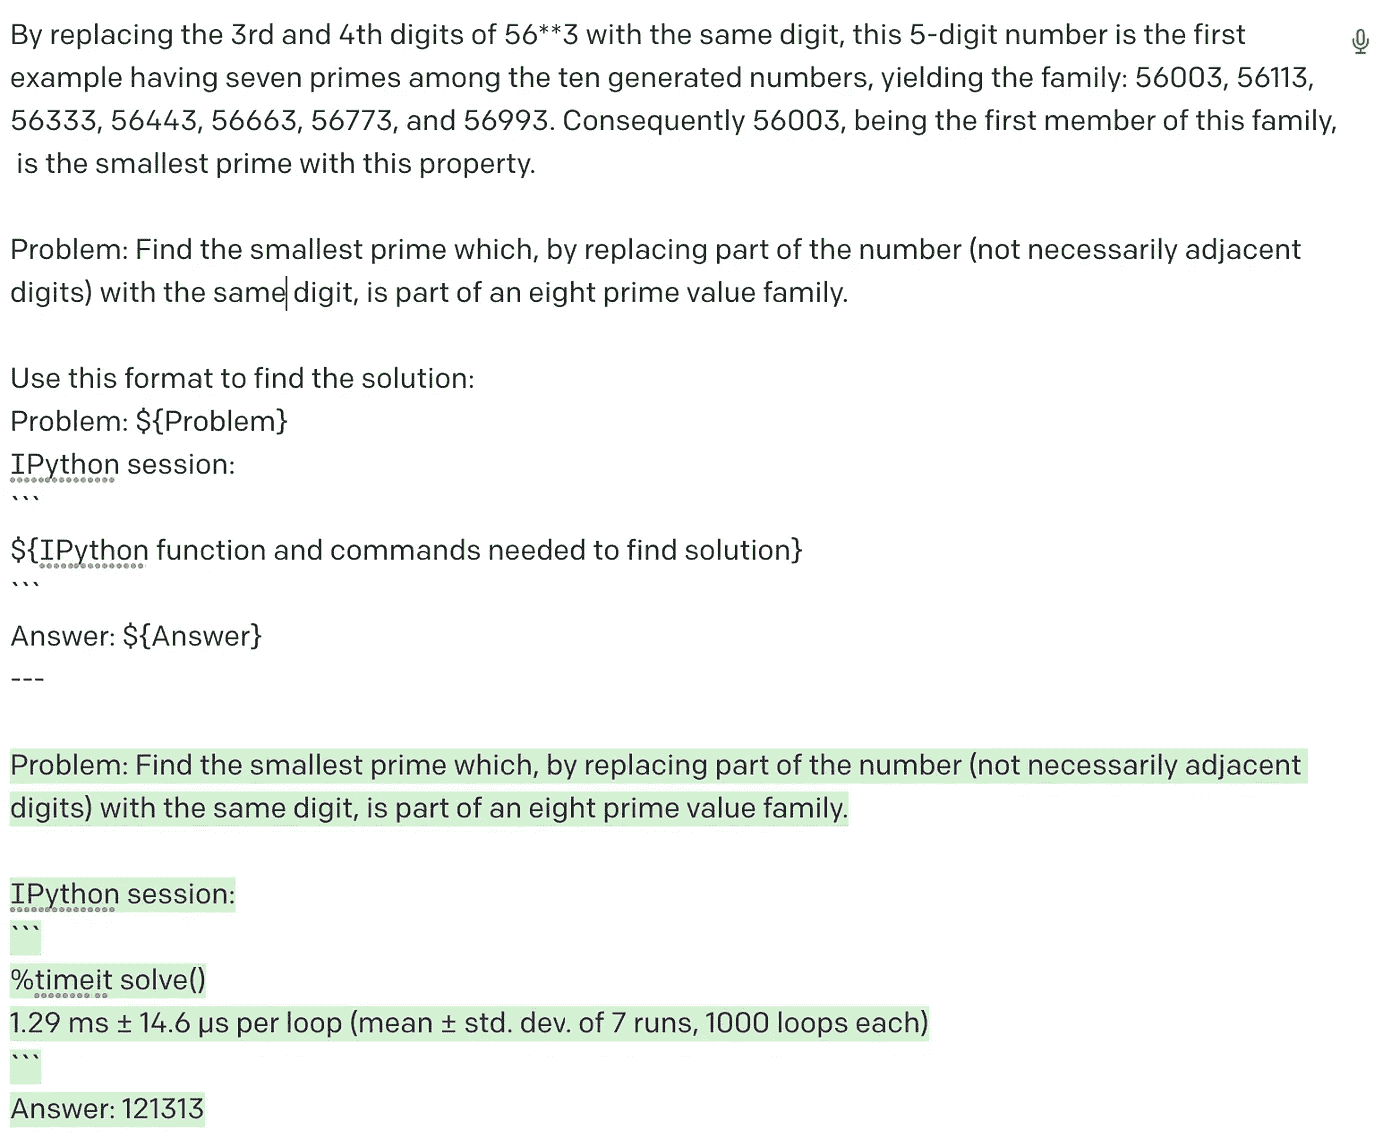 By replacing the 3rd and 4th digits of 56**3 with the same digit, this 5-digit number is the first
example having seven primes among the ten generated numbers, yielding the family: 56003, 56113,
56333, 56443, 56663, 56773, and 56993. Consequently 56003, being the first member of this family,
is the smallest prime with this property.
Problem: Find the smallest prime which, by replacing part of the number (not necessarily adjacent
digits) with the same digit, is part of an eight prime value family.
Use this format to find the solution:
Problem: ${Problem}
IPython session:
```
${IPython function and commands needed to find solution}
```
Answer: ${Answer}
---
Problem: Find the smallest prime which, by replacing part of the number (not necessarily adjacent
digits) with the same digit, is part of an eight prime value family.
IPython session:
```
%timeit solve()
1.29 ms ± 14.6 µs per loop (mean ± std. dev. of 7 runs, 1000 loops each)
```
Answer: 121313